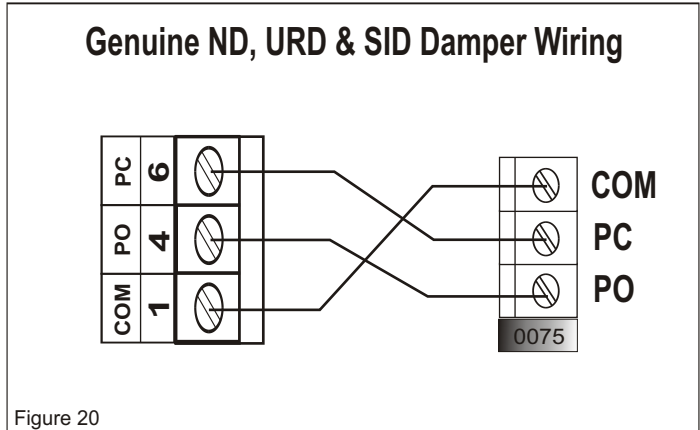 Genuine ND, URD & SID Damper Wiring
PC 6
PO 4
COM 1
COM
PC
PO
0075
Figure 20